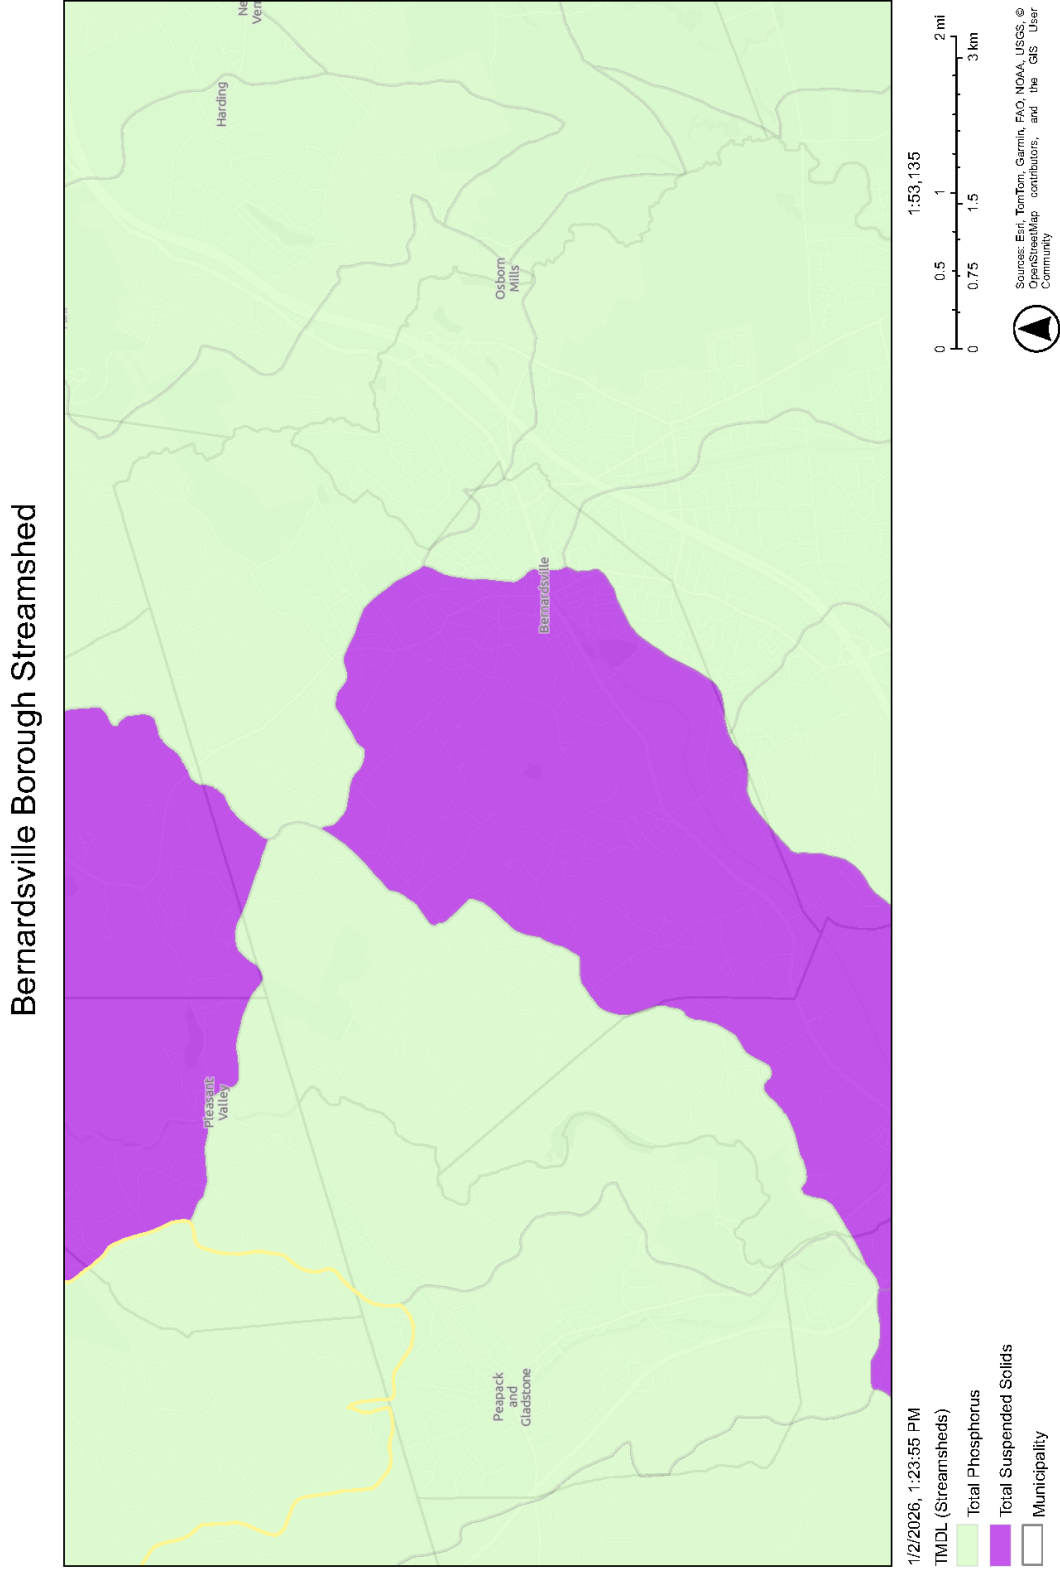 Bernardsville Borough Streamshed
Ne
Ver
Harding
Osborn
Mills
Bernardsville
Pleasant
Valley
Peapack
and
Gladstone
1/2/2026, 1:23:55 PM
TMDL (Streamsheds)
Total Phosphorus
Total Suspended Solids
Municipality
1:53,135
0 0.5 1 2 mi
0 0.75 1.5 3 km
Sources: Esri, TomTom, Garmin, FAO, NOAA, USGS, ©
OpenStreetMap contributors, and the GIS User
Community